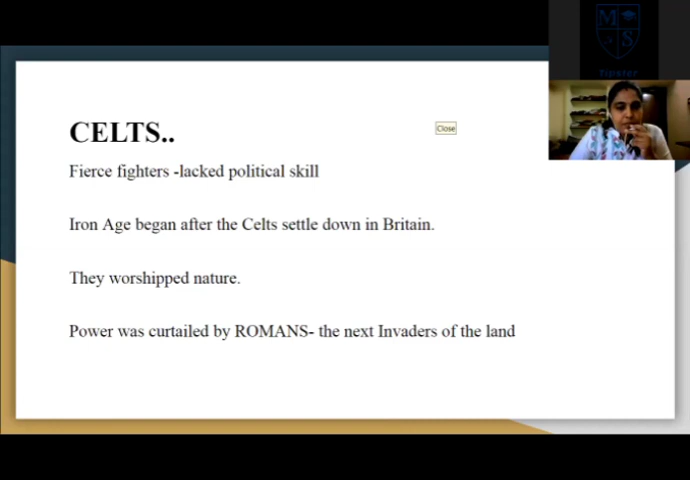 M
S
Tipster
CELTS..
Close
Fierce fighters -lacked political skill
Iron Age began after the Celts settle down in Britain.
They worshipped nature.
Power was curtailed by ROMANS- the next Invaders of the land